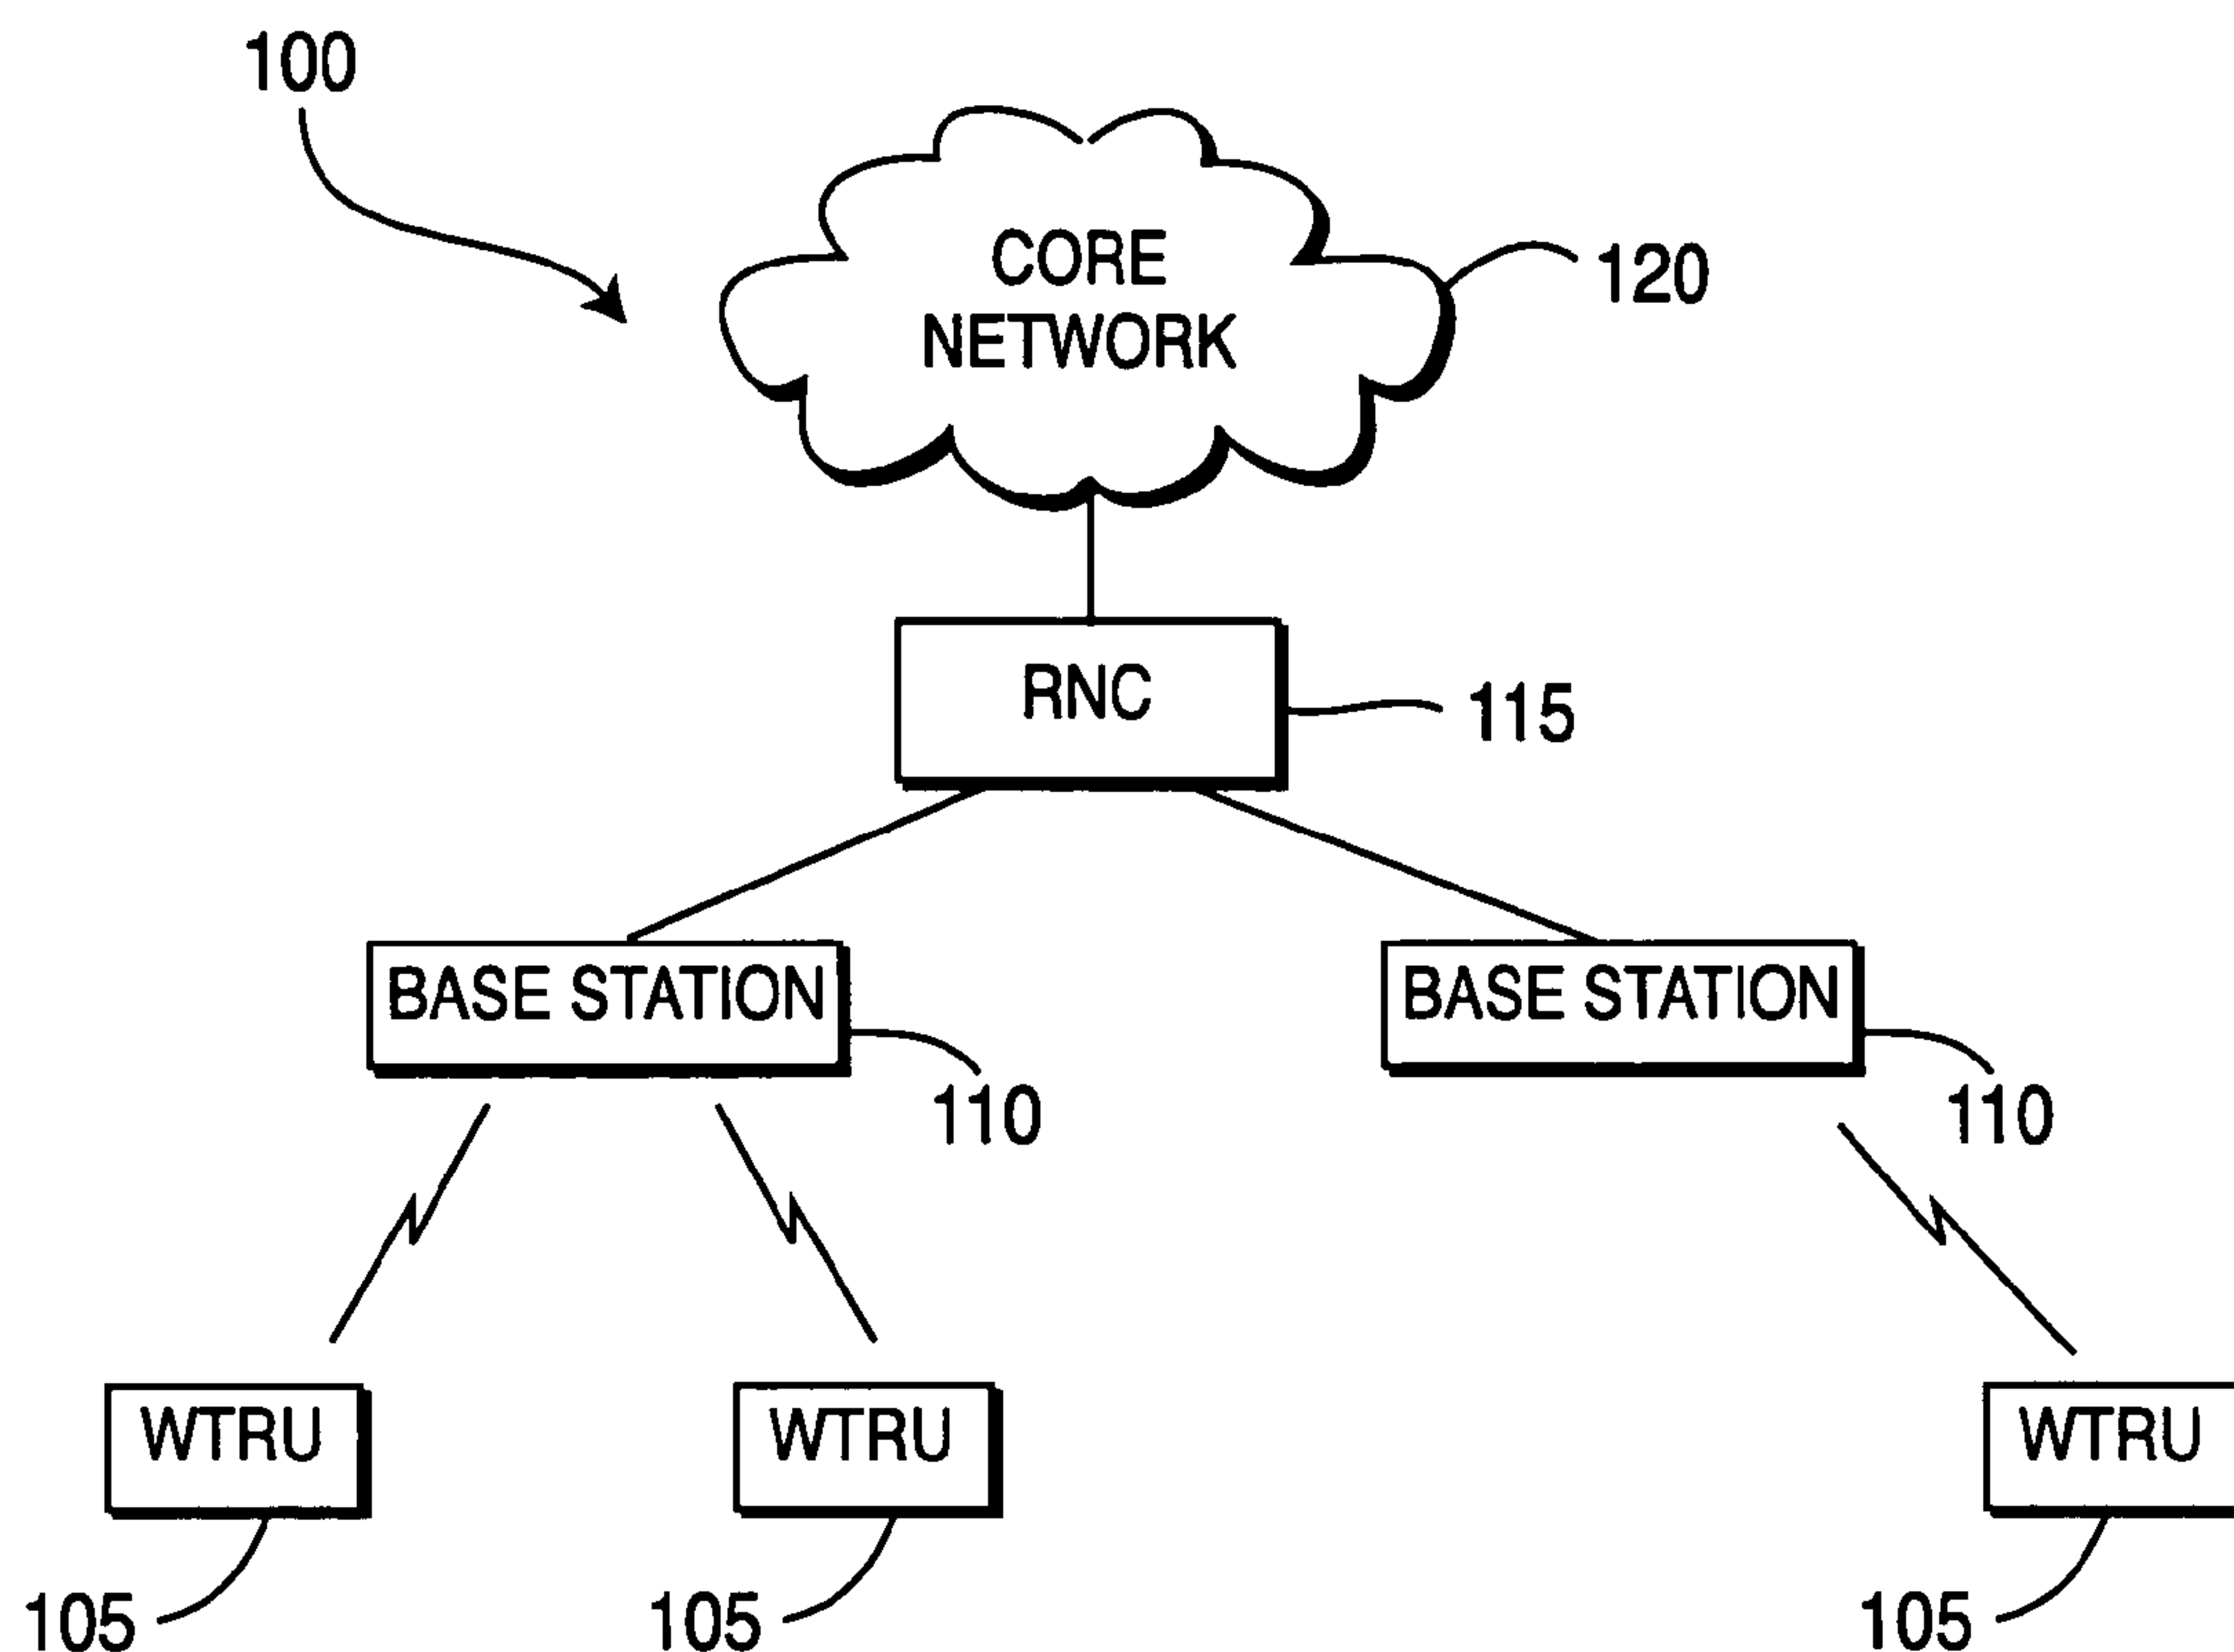 100
CORE
NETWORK
120
RNC
115
BASE STATION
BASE STATION
110
110
WTRU
WTRU
WTRU
105
105
105